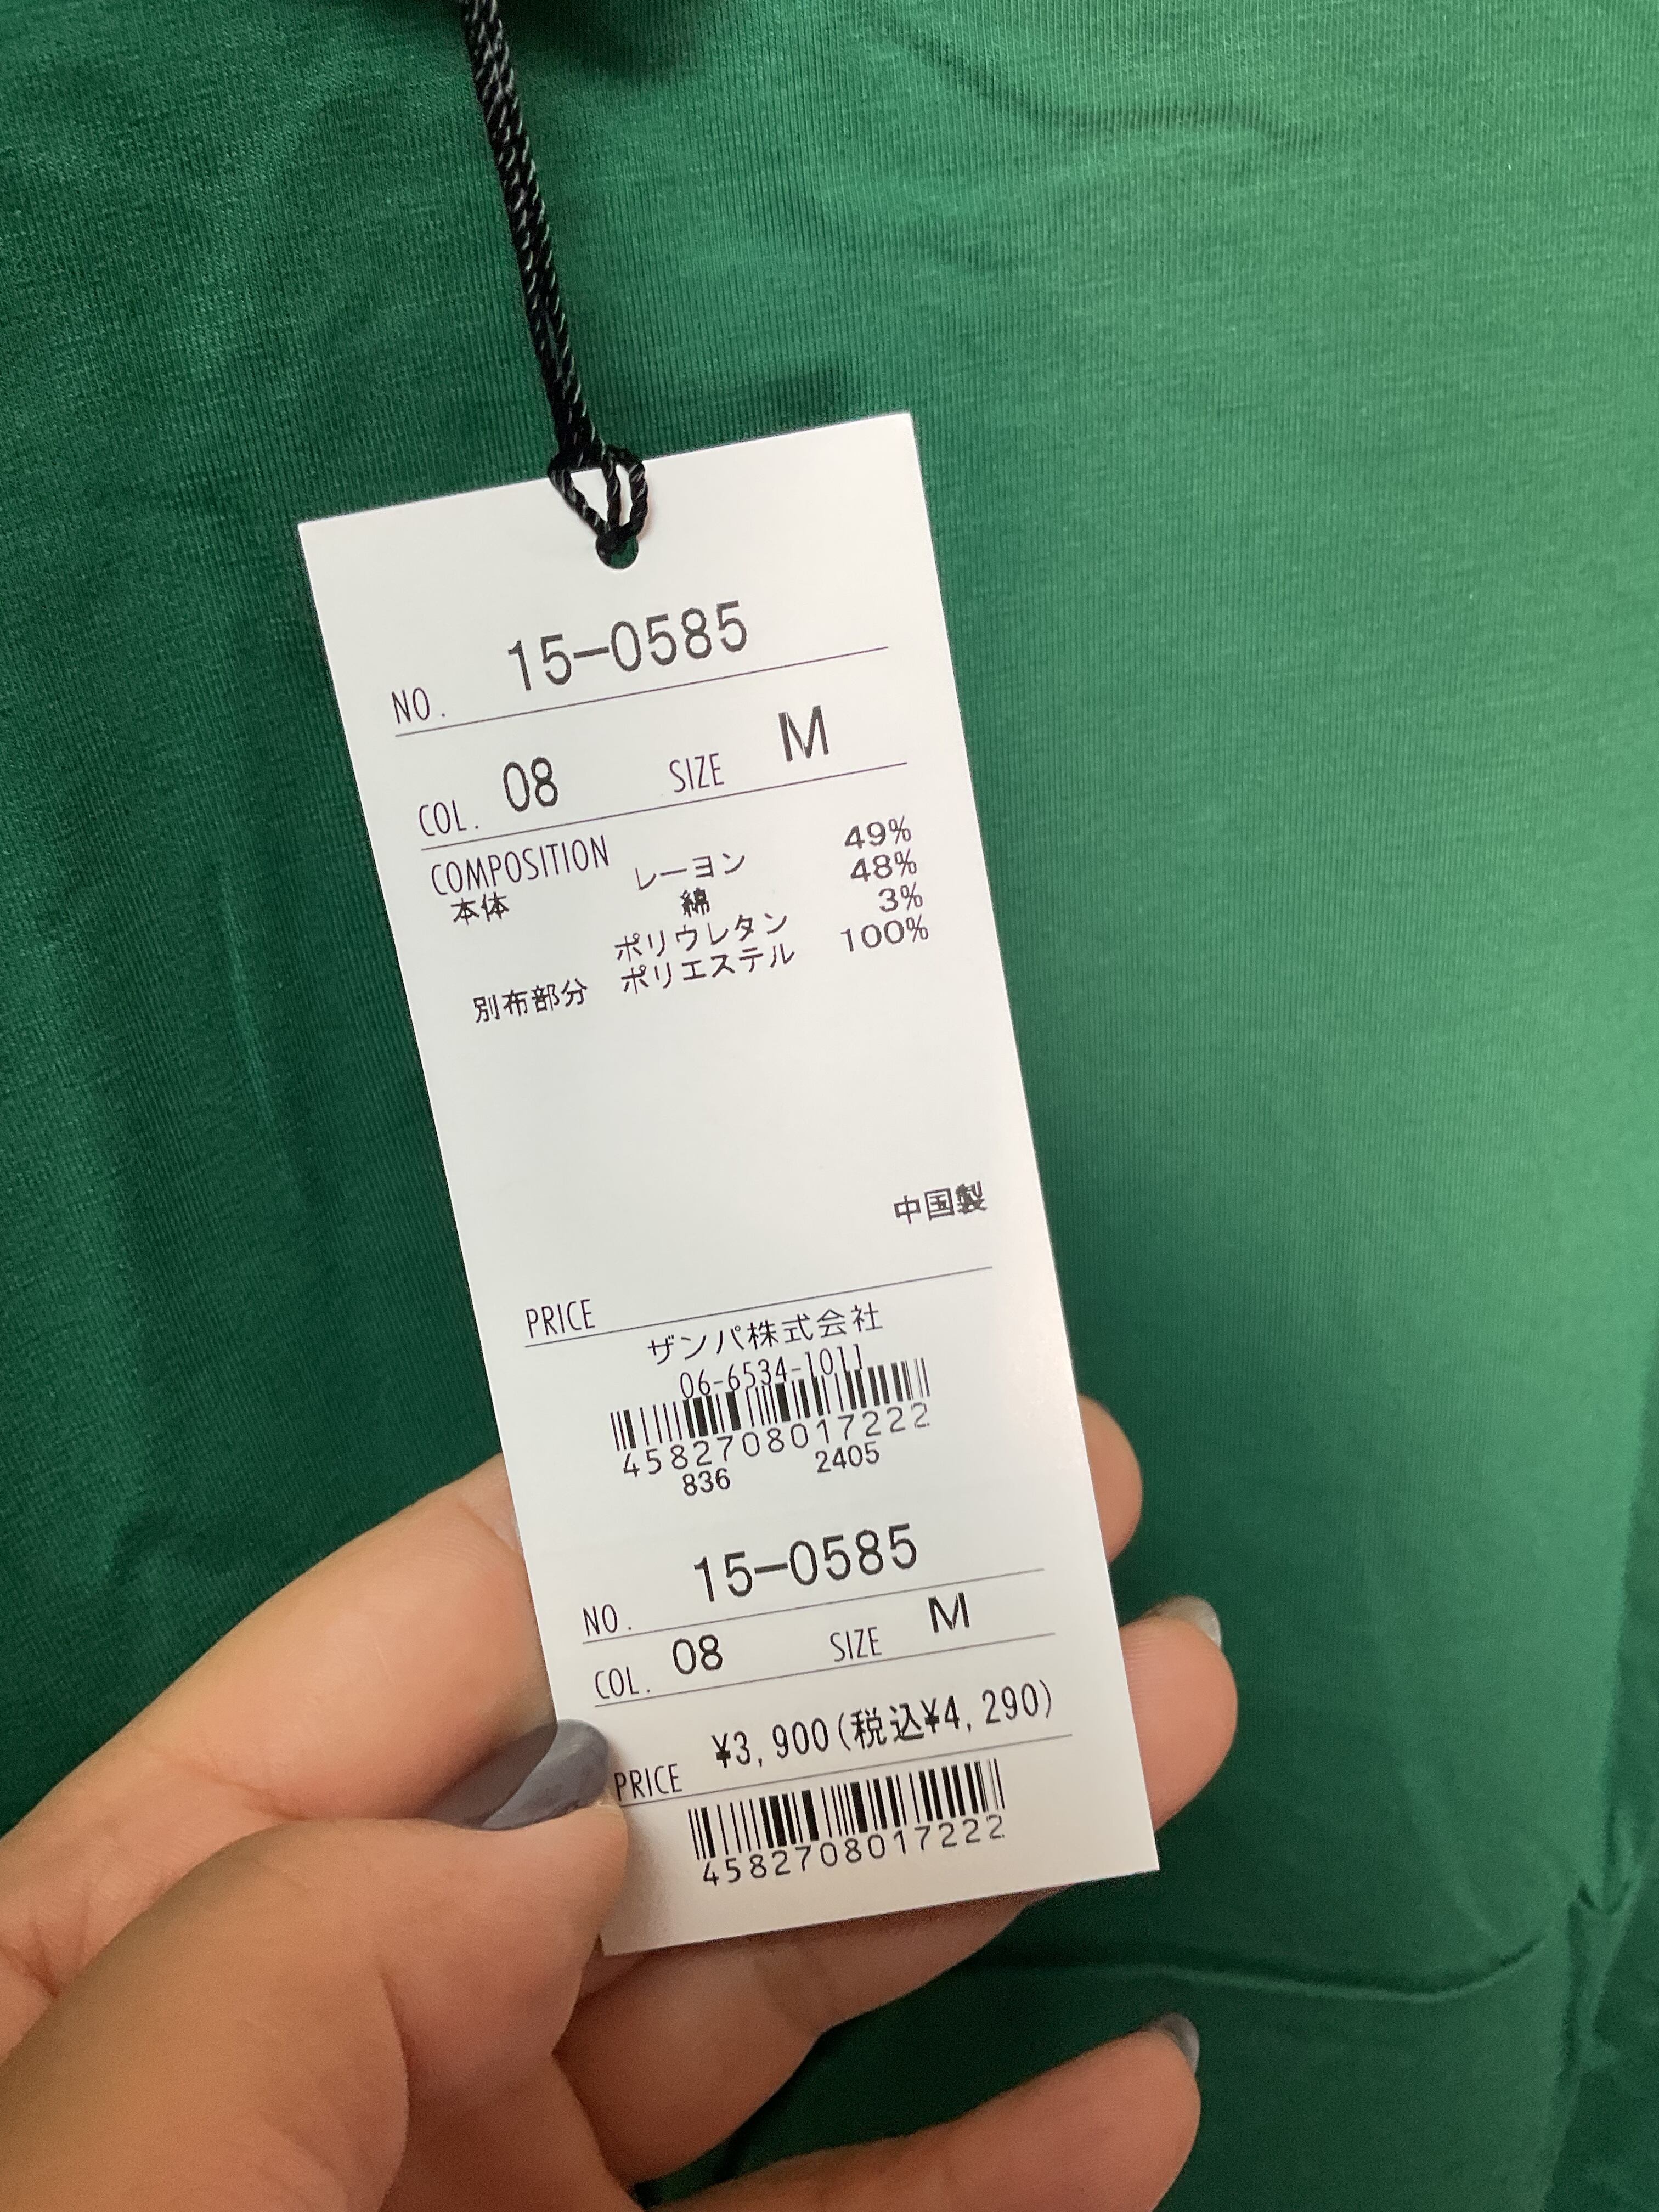 NO. 15-0585
COL. 08 SIZE M
COMPOSITION
本体 レーヨン 49%
綿 48%
ポリウレタン 3%
別布部分 ポリエステル 100%
中国製
PRICE
ザンパ株式会社
06-6534-1011
4582708017222
836 2405
NO. 15-0585
COL. 08 SIZE M
PRICE ¥3,900(税込¥4,290)
4582708017222